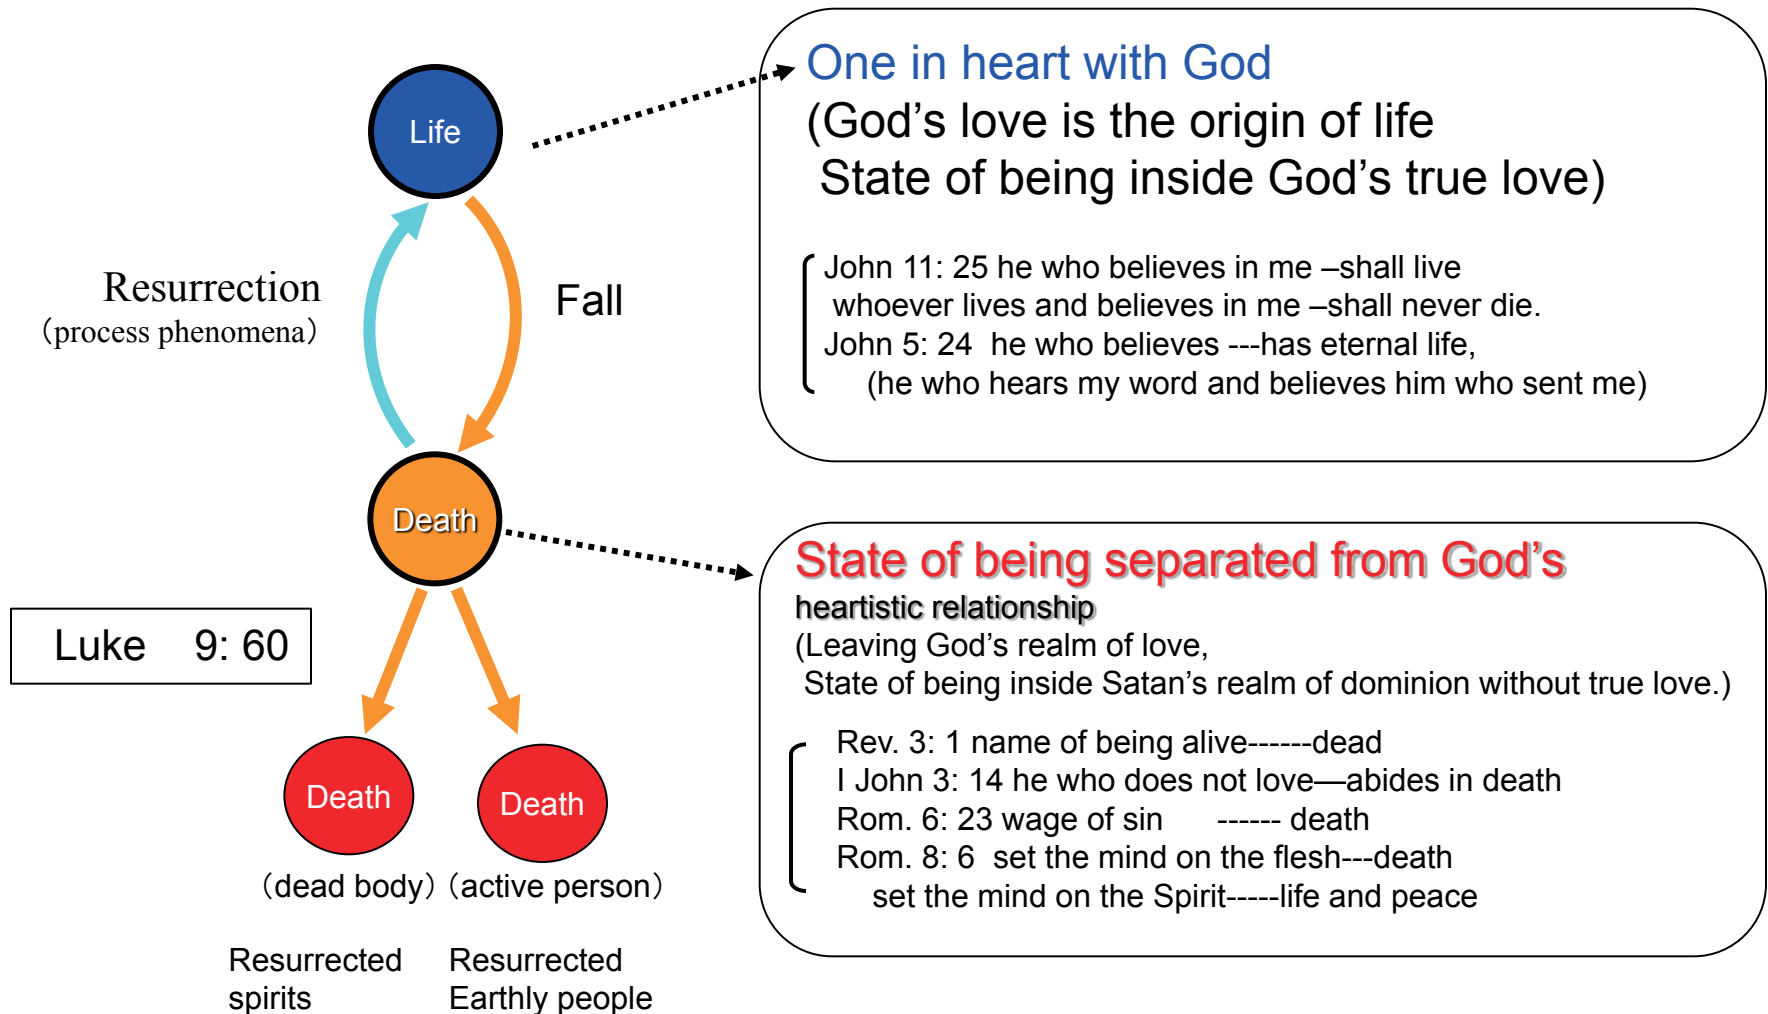 Life
Resurrection
（process phenomena）
Fall
Death
Luke 9: 60
Death
Death
（dead body）（active person）
Resurrected
spirits
Resurrected
Earthly people
One in heart with God
(God’s love is the origin of life
State of being inside God’s true love)
John 11: 25 he who believes in me –shall live
whoever lives and believes in me –shall never die.
John 5: 24 he who believes ---has eternal life,
(he who hears my word and believes him who sent me)
State of being separated from God’s
heartistic relationship
(Leaving God’s realm of love,
State of being inside Satan’s realm of dominion without true love.)
Rev. 3: 1 name of being alive------dead
I John 3: 14 he who does not love—abides in death
Rom. 6: 23 wage of sin ------ death
Rom. 8: 6 set the mind on the flesh---death
set the mind on the Spirit-----life and peace